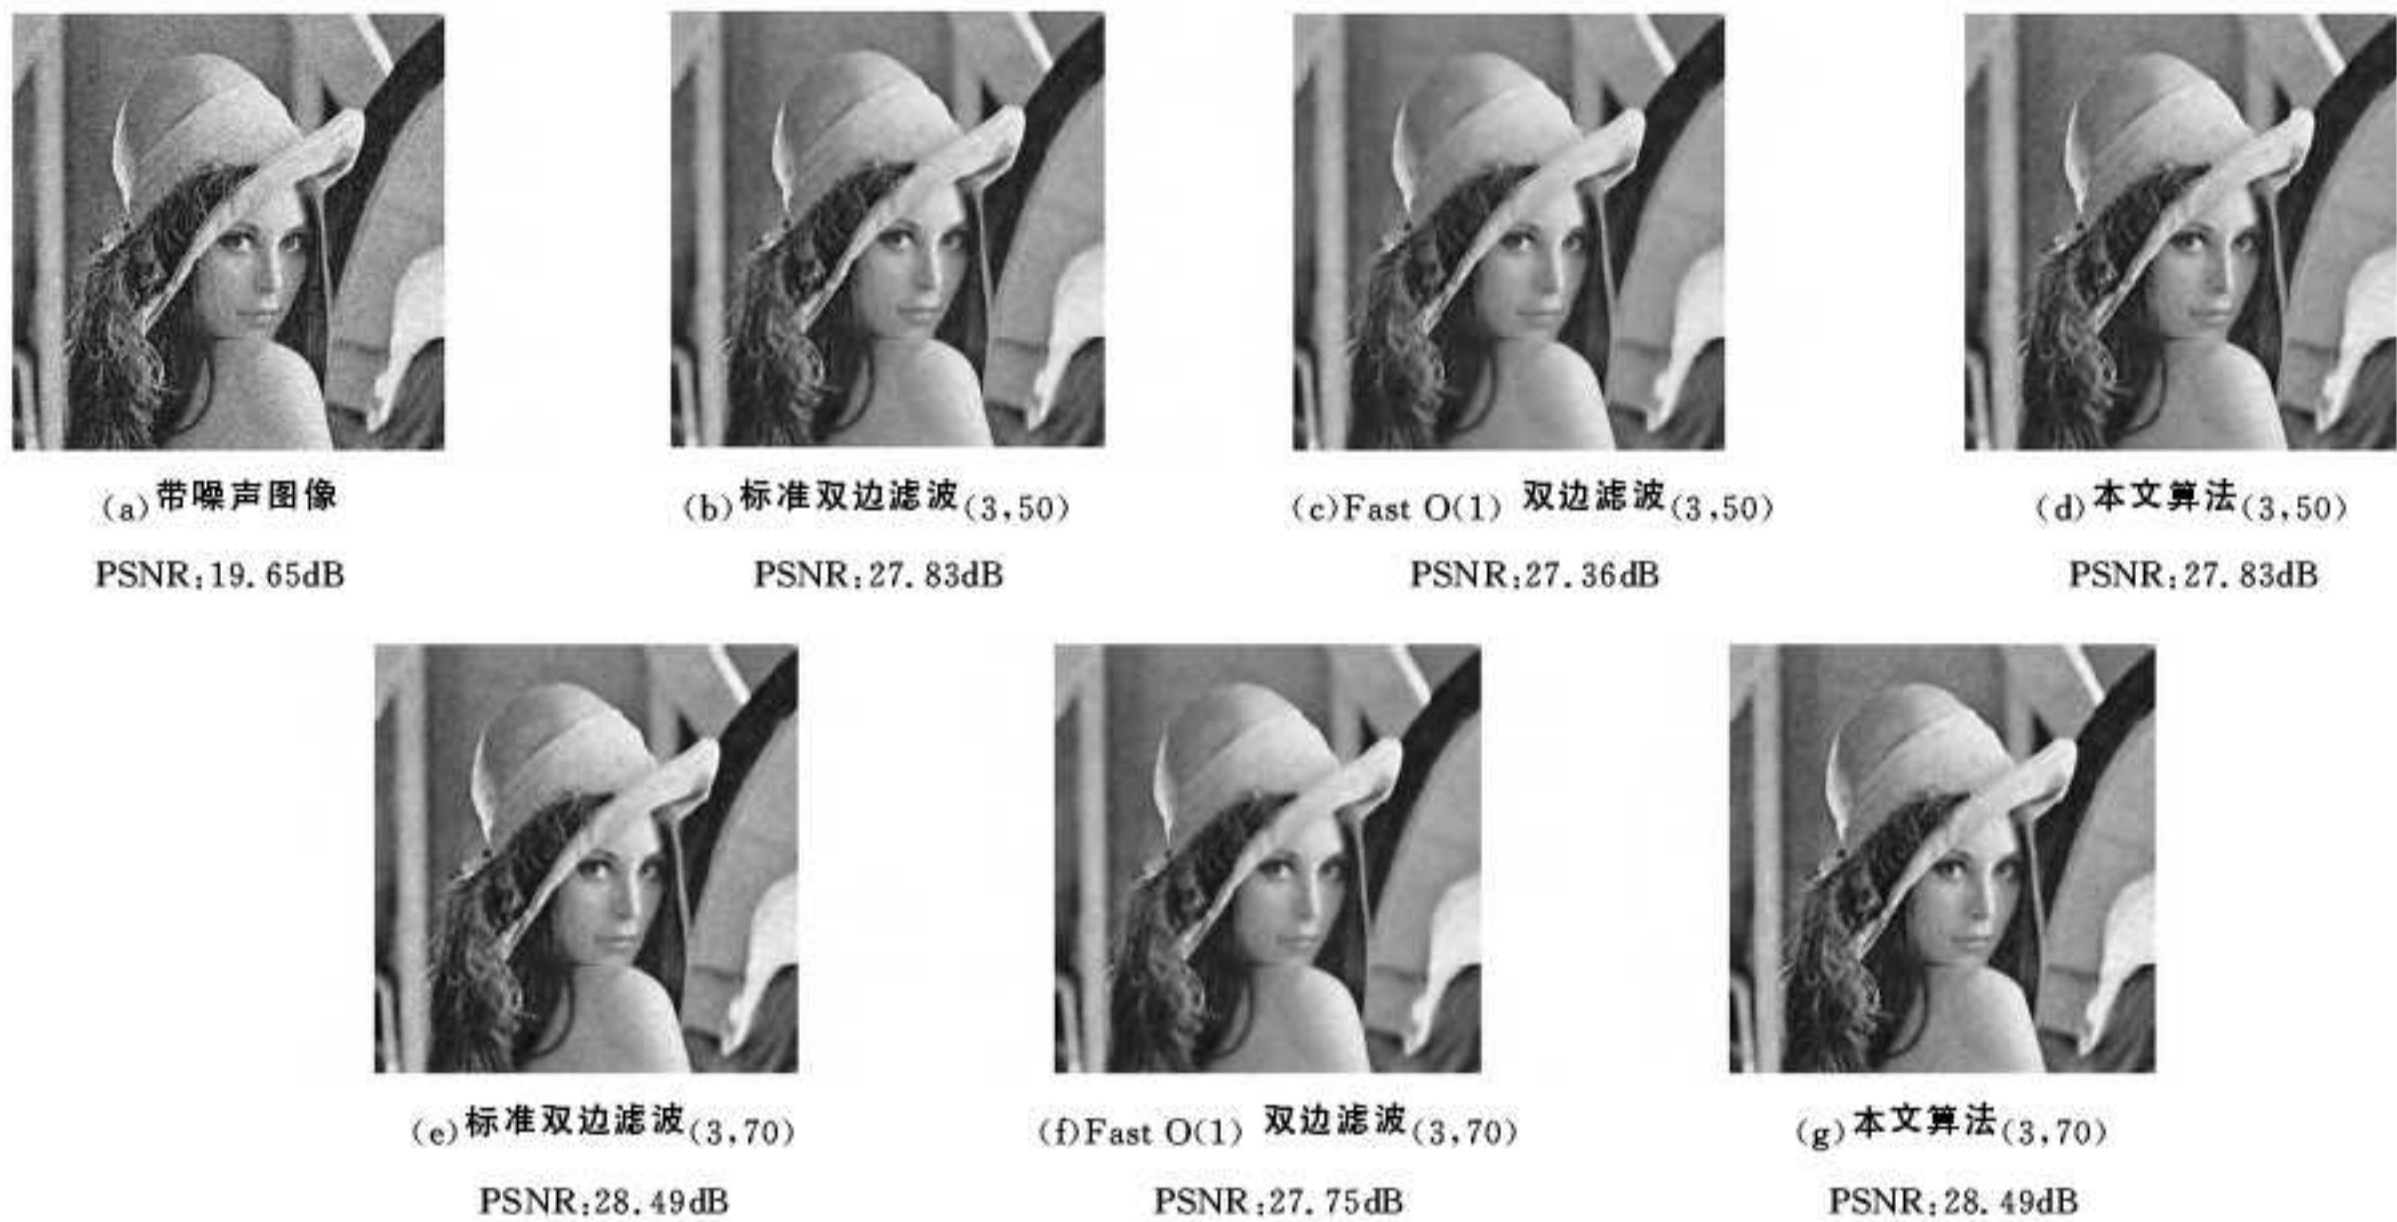 (a)带噪声图像
PSNR:19.65dB
(b)标准双边滤波(3,50)
PSNR:27.83dB
(c)Fast O(1) 双边滤波(3,50)
PSNR:27.36dB
(d)本文算法(3,50)
PSNR:27.83dB
(e)标准双边滤波(3,70)
PSNR:28.49dB
(f)Fast O(1) 双边滤波(3,70)
PSNR:27.75dB
(g)本文算法(3,70)
PSNR:28.49dB